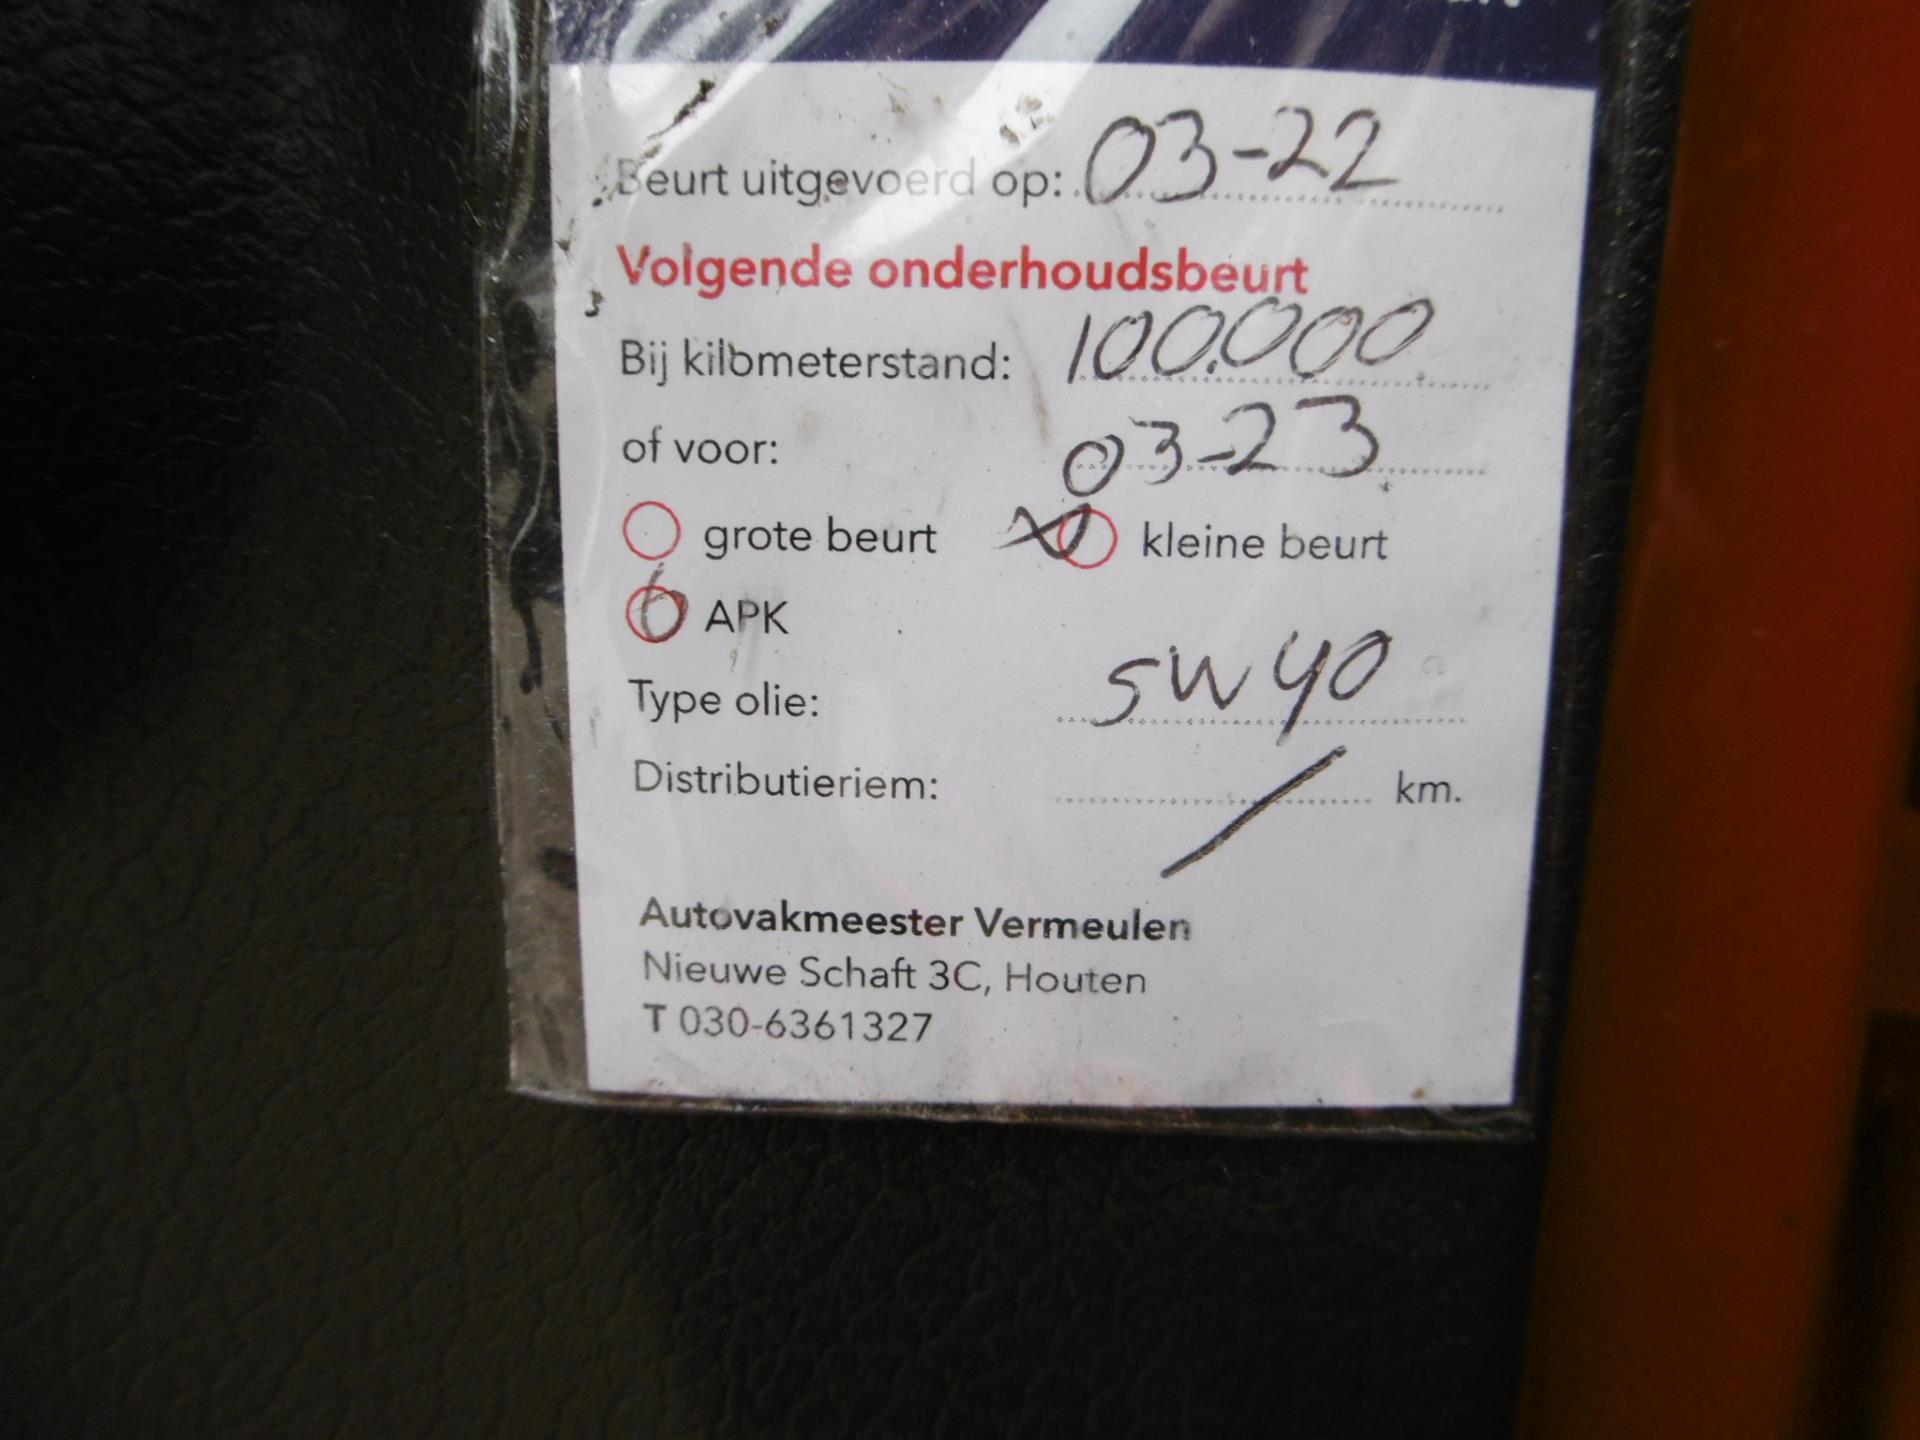 Beurt uitgevoerd op: 03-22
Volgende onderhoudsbeurt
Bij kilometerstand: 100.000
of voor: 03-23
grote beurt kleine beurt
6 APK
Type olie: 5W40
Distributieriem: / km.
Autovakmeester Vermeulen
Nieuwe Schaft 3C, Houten
T 030-6361327